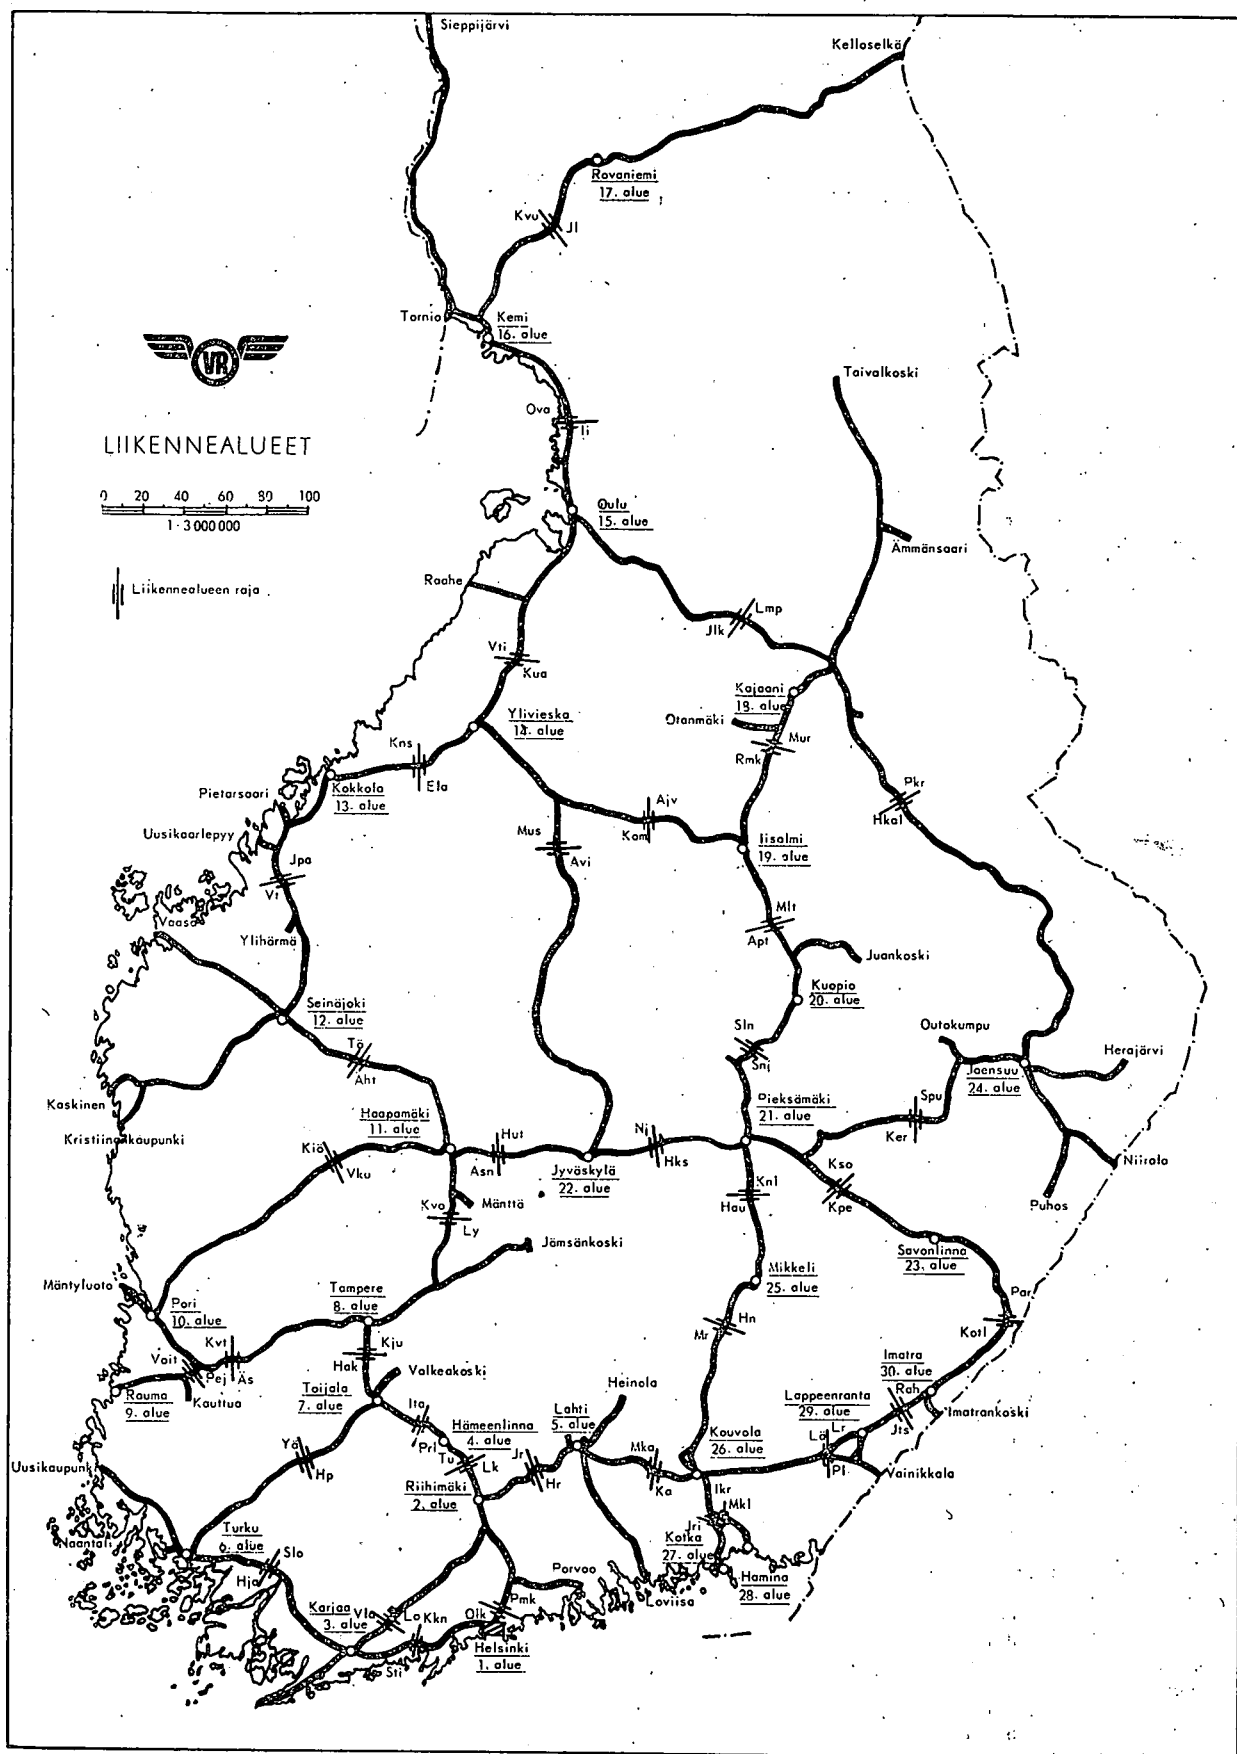 Sieppijärvi
Kelloselkä
Rovaniemi
17. alue
Kvu
Jl
Tornio
Kemi
16. alue
VR
LIIKENNEALUEET
0 20 40 60 80 100
1 · 3 000 000
Liikennealueen raja
Taivalkoski
Ova
Ii
Oulu
15. alue
Ämmänsaari
Raahe
Lmp
Jlk
Vti
Kua
Kajaani
18. alue
Otanmäki
Mur
Rmk
Ylivieska
14. alue
Kns
Ela
Kokkola
13. alue
Pietarsaari
Pkr
Hkal
Ajv
Kom
Uusikaarlepyy
Mus
Avi
Iisalmi
19. alue
Jpa
Vt
Mlt
Apt
Vaasa
Ylihärmä
Juankoski
Kuopio
20. alue
Seinäjoki
12. alue
Tö
Aht
Sln
Snj
Outokumpu
Joensuu
24. alue
Herajärvi
Kaskinen
Kristiinankaupunki
Haapamäki
11. alue
Pieksämäki
21. alue
Spu
Ker
Kiö
Vku
Hut
Asn
Jyväskylä
22. alue
Nj
Hks
Kso
Kpe
Niirala
Puhos
Knl
Hau
Kvo
Ly
Mänttä
Jämsänkoski
Savonlinna
23. alue
Mäntyluoto
Pori
10. alue
Tampere
8. alue
Mikkeli
25. alue
Par
Kotl
Hn
Mr
Kvt
Äs
Voit
Pej
Kju
Hak
Valkeakoski
Imatra
30. alue
Rah
Jts
Imatrankoski
Rauma
9. alue
Kauttua
Toijala
7. alue
Heinola
Lappeenranta
29. alue
Lr
Lä
Pl
Vainikkala
Ita
Prl
Hämeenlinna
4. alue
Tu
Lk
Lahti
5. alue
Jr
Hr
Mka
Ka
Kouvola
26. alue
Yö
Hp
Uusikaupunki
Riihimäki
2. alue
Ikr
Mkl
Jri
Kotka
27. alue
Hamina
28. alue
Naantali
Turku
6. alue
Slo
Hja
Porvoo
Loviisa
Karjaa
3. alue
Vla
Lo
Kkn
Sti
Olk
Pmk
Helsinki
1. alue